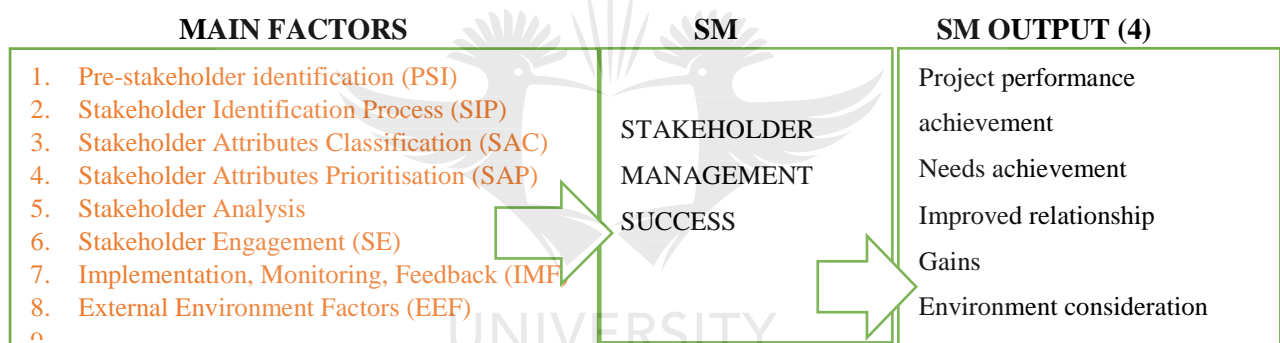 MAIN FACTORS
SM
SM OUTPUT (4)
1. Pre-stakeholder identification (PSI)
2. Stakeholder Identification Process (SIP)
3. Stakeholder Attributes Classification (SAC)
4. Stakeholder Attributes Prioritisation (SAP)
5. Stakeholder Analysis
6. Stakeholder Engagement (SE)
7. Implementation, Monitoring, Feedback (IMF)
8. External Environment Factors (EEF)
9.
STAKEHOLDER
MANAGEMENT
SUCCESS
Project performance
achievement
Needs achievement
Improved relationship
Gains
Environment consideration
UNIVERSITY